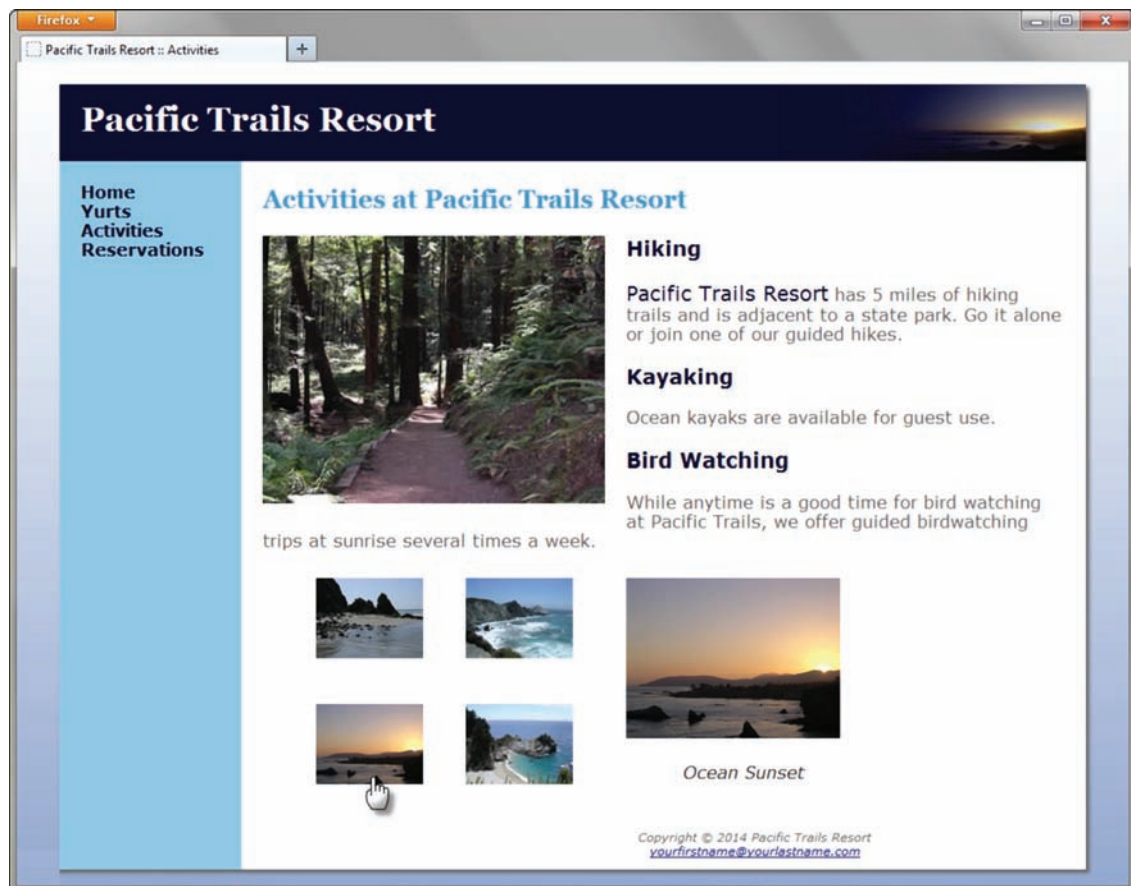 Firefox
Pacific Trails Resort :: Activities
Pacific Trails Resort
Home
Yurts
Activities
Reservations
Activities at Pacific Trails Resort
Hiking
Pacific Trails Resort has 5 miles of hiking
trails and is adjacent to a state park. Go it alone
or join one of our guided hikes.
Kayaking
Ocean kayaks are available for guest use.
Bird Watching
While anytime is a good time for bird watching
at Pacific Trails, we offer guided birdwatching
trips at sunrise several times a week.
Ocean Sunset
Copyright © 2014 Pacific Trails Resort
yourfirstname@yourlastname.com